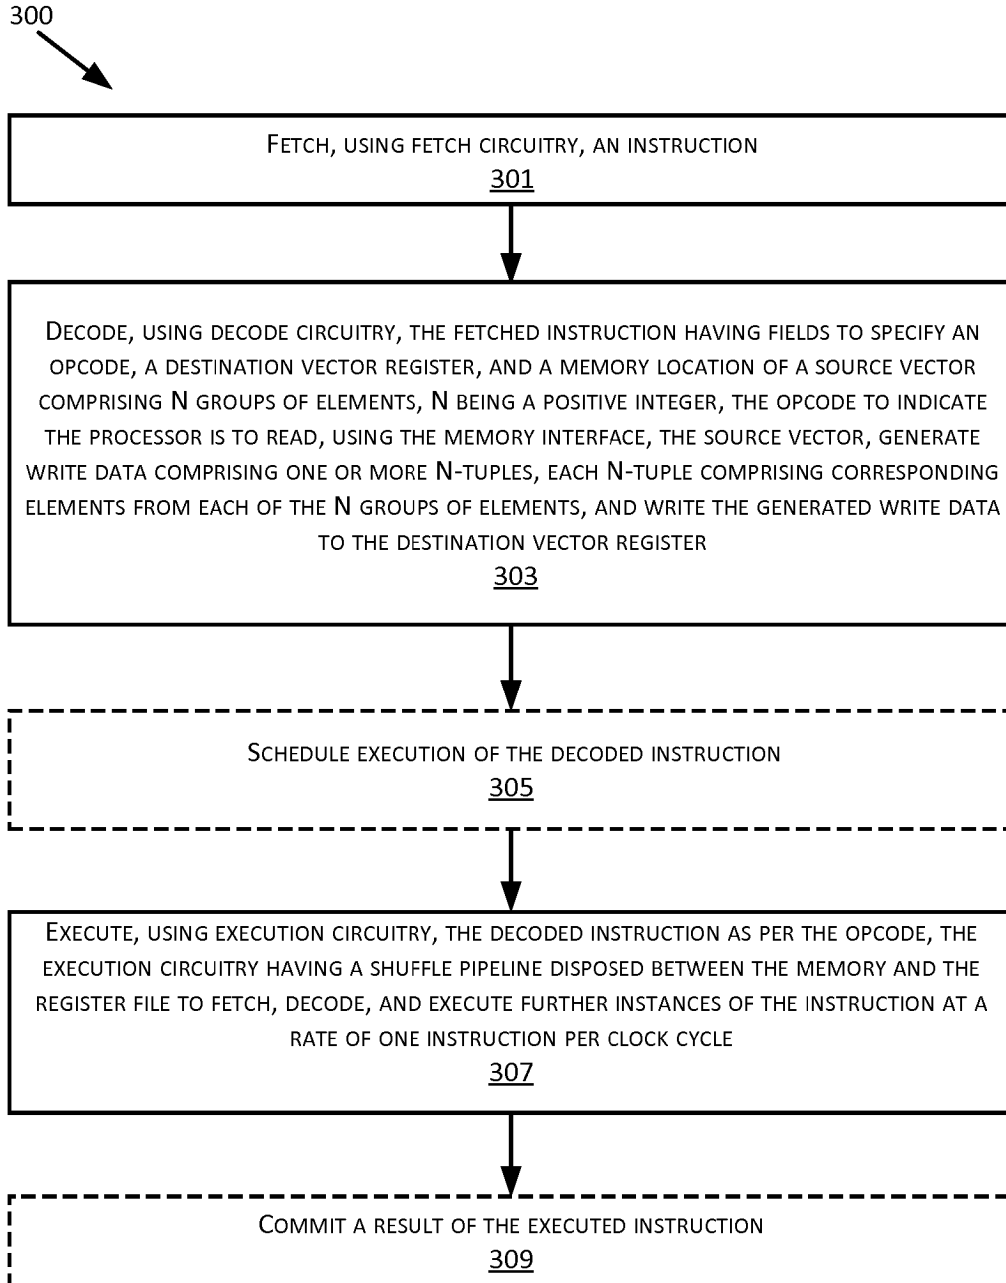 300
Fetch, using fetch circuitry, an instruction
301
Decode, using decode circuitry, the fetched instruction having fields to specify an
opcode, a destination vector register, and a memory location of a source vector
comprising N groups of elements, N being a positive integer, the opcode to indicate
the processor is to read, using the memory interface, the source vector, generate
write data comprising one or more N-tuples, each N-tuple comprising corresponding
elements from each of the N groups of elements, and write the generated write data
to the destination vector register
303
Schedule execution of the decoded instruction
305
Execute, using execution circuitry, the decoded instruction as per the opcode, the
execution circuitry having a shuffle pipeline disposed between the memory and the
register file to fetch, decode, and execute further instances of the instruction at a
rate of one instruction per clock cycle
307
Commit a result of the executed instruction
309